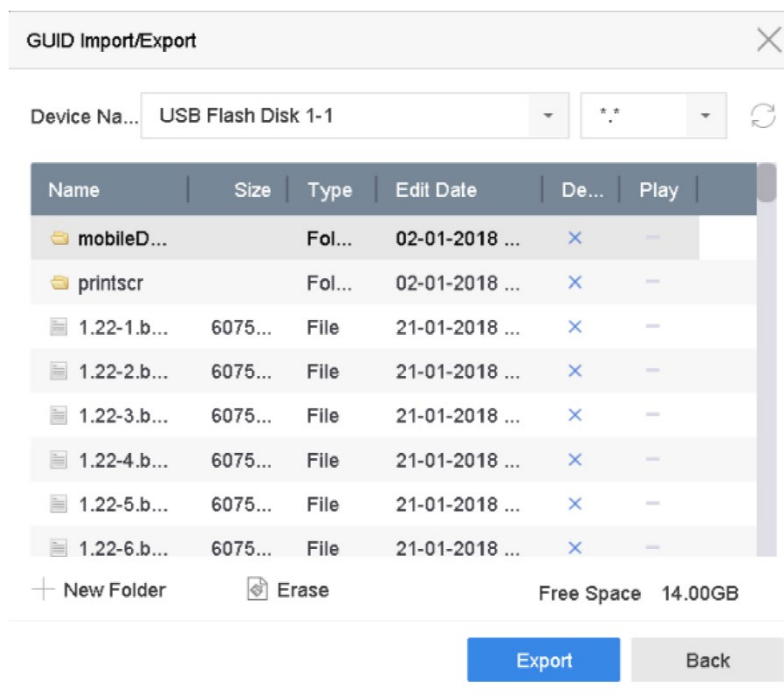 GUID Import/Export
Device Na... USB Flash Disk 1-1 *.*
Name Size Type Edit Date De... Play
mobileD... Fol... 02-01-2018 ...
printscr Fol... 02-01-2018 ...
1.22-1.b... 6075... File 21-01-2018 ...
1.22-2.b... 6075... File 21-01-2018 ...
1.22-3.b... 6075... File 21-01-2018 ...
1.22-4.b... 6075... File 21-01-2018 ...
1.22-5.b... 6075... File 21-01-2018 ...
1.22-6.b... 6075... File 21-01-2018 ...
New Folder Erase Free Space 14.00GB
Export Back